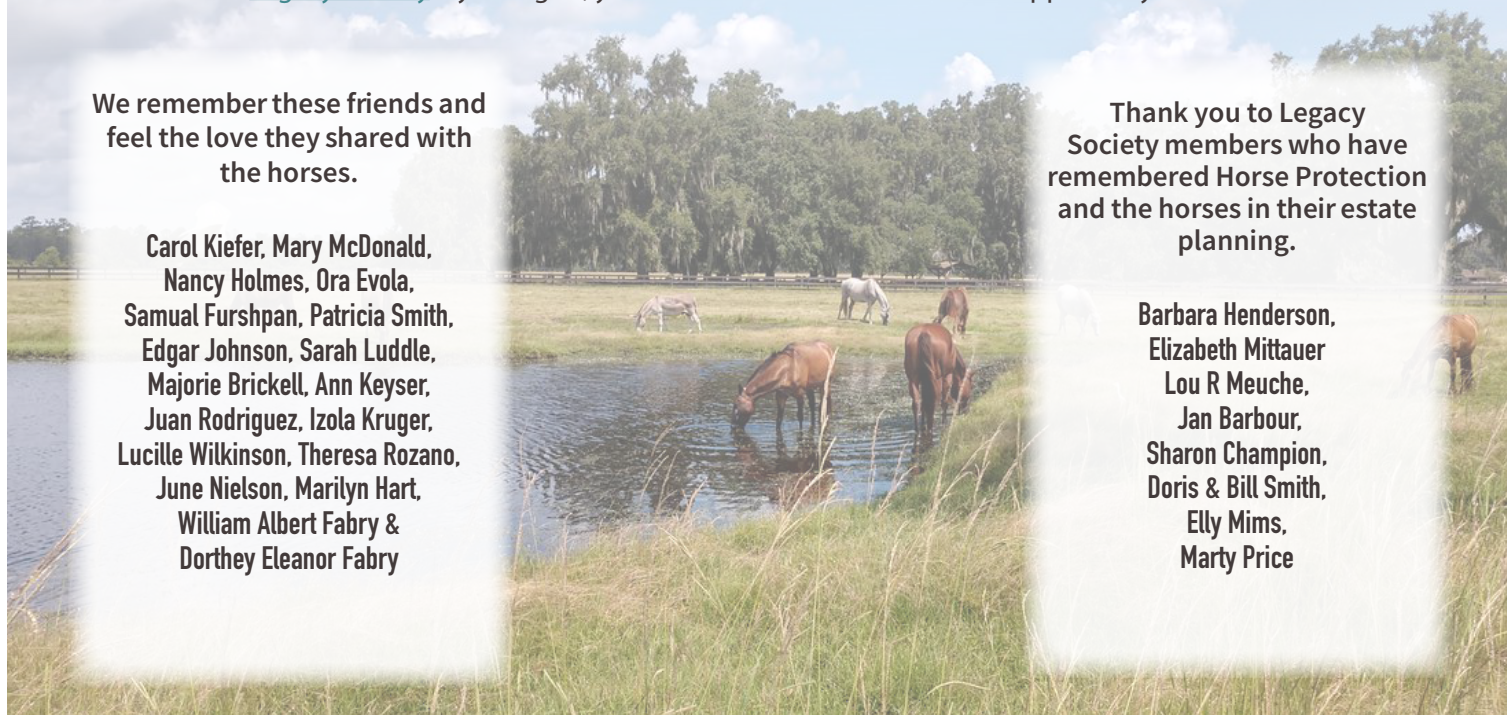 We remember these friends and
feel the love they shared with
the horses.
Carol Kiefer, Mary McDonald,
Nancy Holmes, Ora Evola,
Samual Furshpan, Patricia Smith,
Edgar Johnson, Sarah Luddle,
Majorie Brickell, Ann Keyser,
Juan Rodriguez, Izola Kruger,
Lucille Wilkinson, Theresa Rozano,
June Nielson, Marilyn Hart,
William Albert Fabry &
Dorthey Eleanor Fabry
Thank you to Legacy
Society members who have
remembered Horse Protection
and the horses in their estate
planning.
Barbara Henderson,
Elizabeth Mittauer
Lou R Meuche,
Jan Barbour,
Sharon Champion,
Doris & Bill Smith,
Elly Mims,
Marty Price